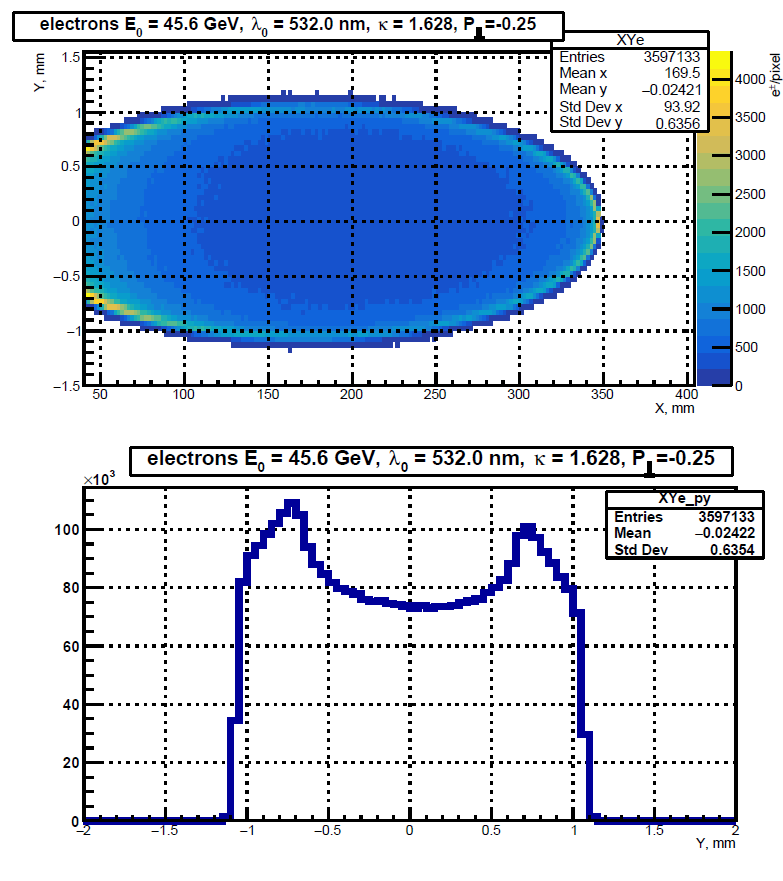 electrons E₀ = 45.6 GeV, λ₀ = 532.0 nm, κ = 1.628, P⊥=-0.25
XYe
Entries 3597133
Mean x 169.5
Mean y −0.02421
Std Dev x 93.92
Std Dev y 0.6356
Y, mm
1.5
1
0.5
0
−0.5
−1
−1.5
50 100 150 200 250 300 350 400
X, mm
e±/pixel
4000
3500
3000
2500
2000
1500
1000
500
0
electrons E₀ = 45.6 GeV, λ₀ = 532.0 nm, κ = 1.628, P⊥=-0.25
×10³
XYe_py
Entries 3597133
Mean −0.02422
Std Dev 0.6354
100
80
60
40
20
0
−2 −1.5 −1 −0.5 0 0.5 1 1.5 2
Y, mm